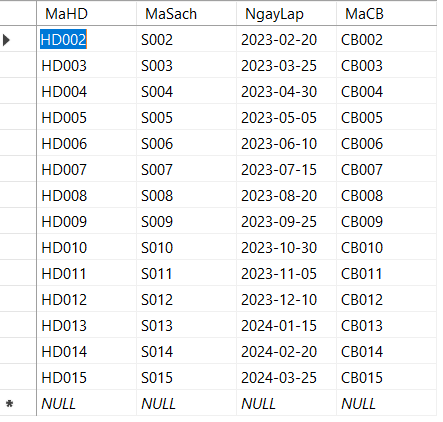 MaHD MaSach NgayLap MaCB
HD002 S002 2023-02-20 CB002
HD003 S003 2023-03-25 CB003
HD004 S004 2023-04-30 CB004
HD005 S005 2023-05-05 CB005
HD006 S006 2023-06-10 CB006
HD007 S007 2023-07-15 CB007
HD008 S008 2023-08-20 CB008
HD009 S009 2023-09-25 CB009
HD010 S010 2023-10-30 CB010
HD011 S011 2023-11-05 CB011
HD012 S012 2023-12-10 CB012
HD013 S013 2024-01-15 CB013
HD014 S014 2024-02-20 CB014
HD015 S015 2024-03-25 CB015
* NULL NULL NULL NULL